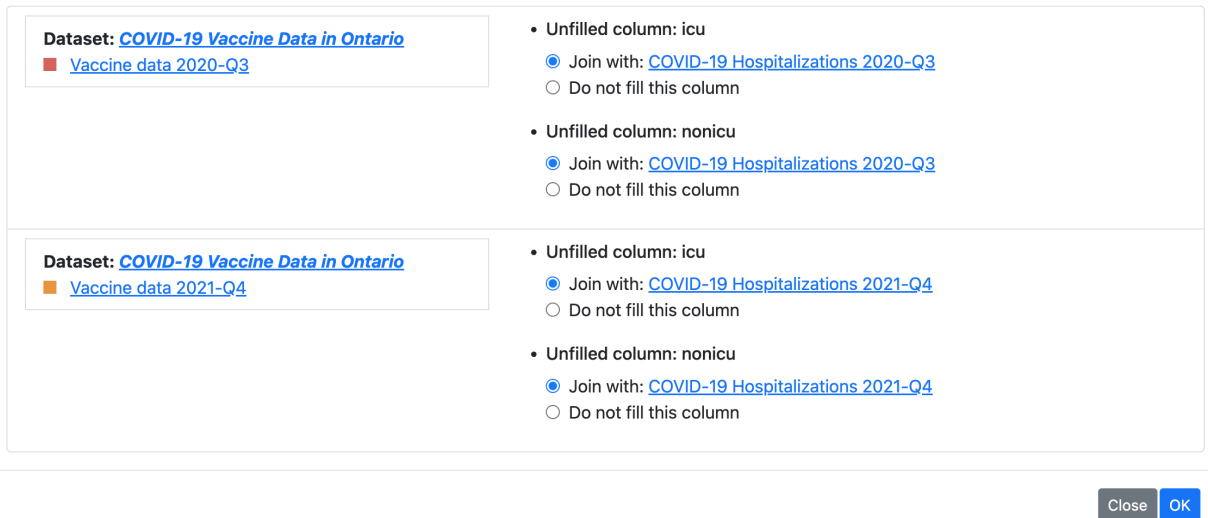 Dataset: COVID-19 Vaccine Data in Ontario
Vaccine data 2020-Q3
Unfilled column: icu
Join with: COVID-19 Hospitalizations 2020-Q3
Do not fill this column
Unfilled column: nonicu
Join with: COVID-19 Hospitalizations 2020-Q3
Do not fill this column
Dataset: COVID-19 Vaccine Data in Ontario
Vaccine data 2021-Q4
Unfilled column: icu
Join with: COVID-19 Hospitalizations 2021-Q4
Do not fill this column
Unfilled column: nonicu
Join with: COVID-19 Hospitalizations 2021-Q4
Do not fill this column
Close OK